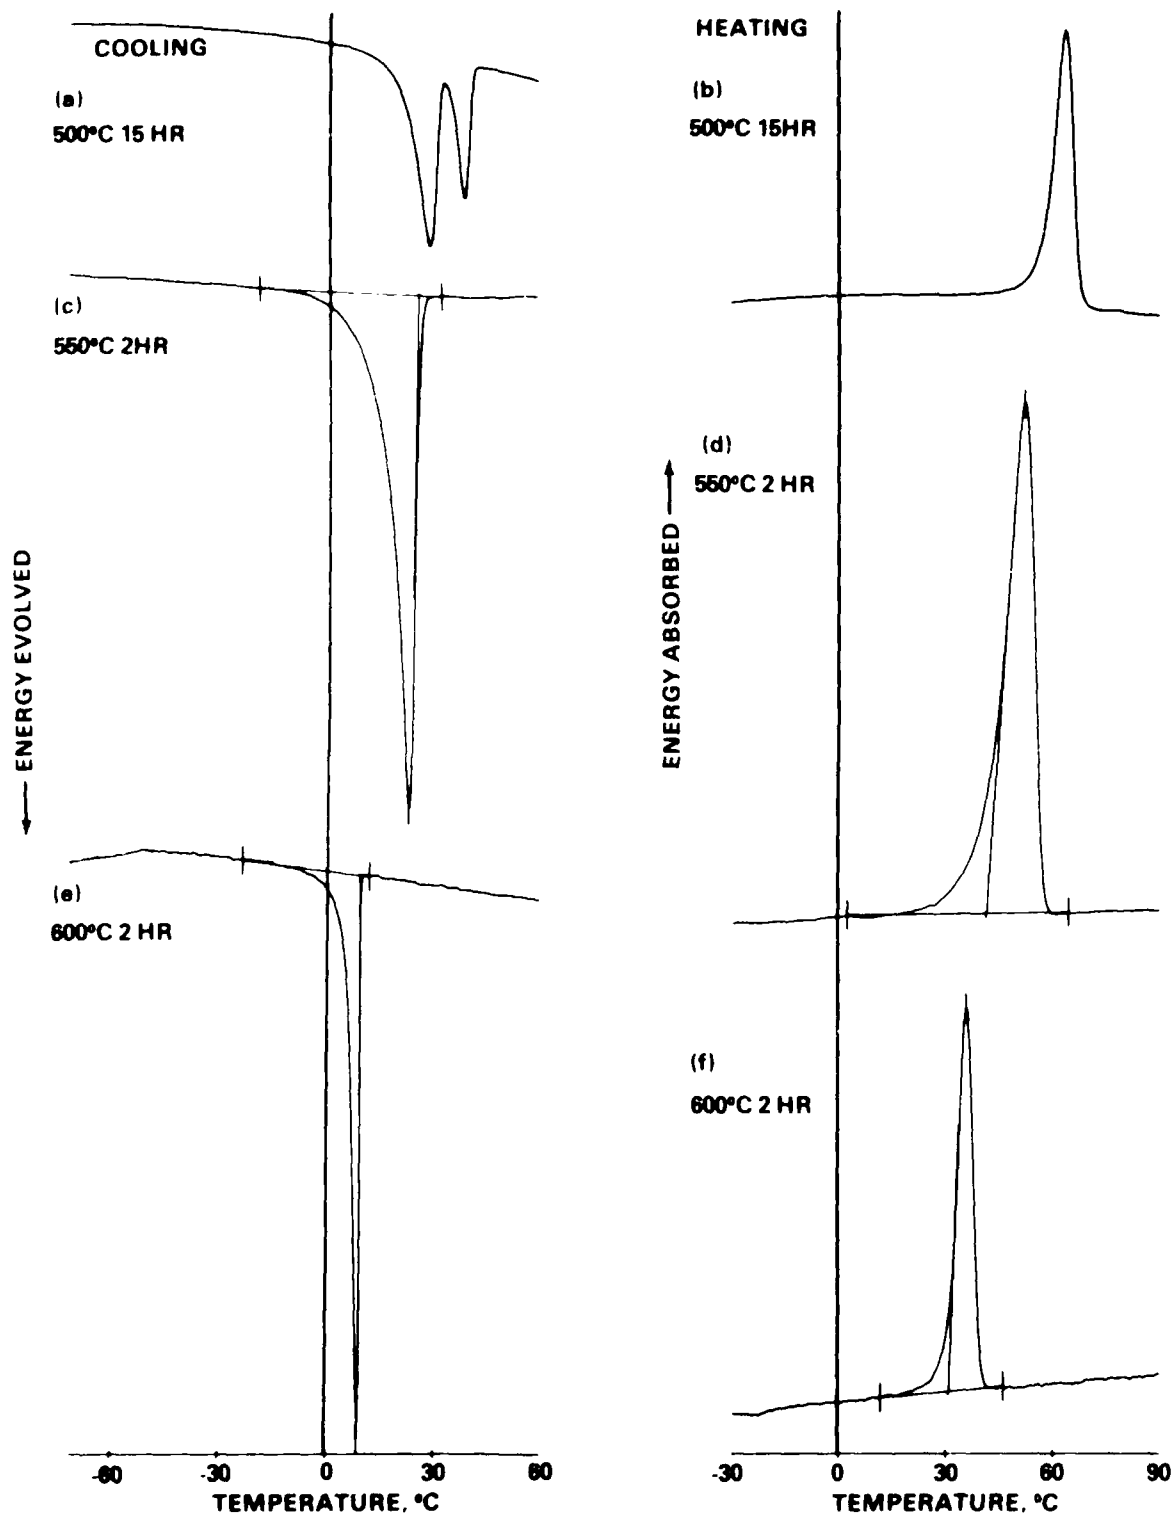 COOLING
(a)
500°C 15 HR
(c)
550°C 2HR
(e)
600°C 2 HR
← ENERGY EVOLVED
-60 -30 0 30 60
TEMPERATURE, °C
HEATING
(b)
500°C 15HR
(d)
550°C 2 HR
(f)
600°C 2 HR
ENERGY ABSORBED →
-30 0 30 60 90
TEMPERATURE, °C